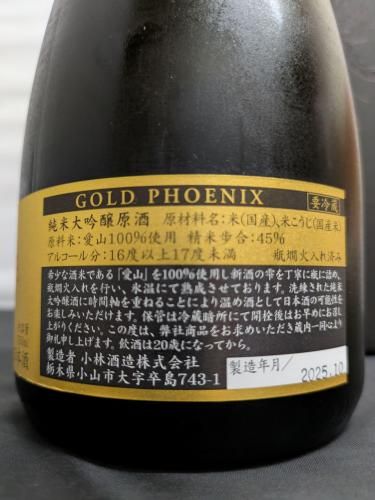 GOLD PHOENIX 要冷蔵
純米大吟醸原酒 原材料名:米(国産)、米こうじ(国産米)
原料米:愛山100%使用 精米歩合:45%
アルコール分:16度以上17度未満 瓶燗火入れ済み
希少な酒米である「愛山」を100%使用し新酒の雫を丁寧に瓶に詰め、
瓶燗火入れを行い、氷温にて熟成させております。洗練された純米
大吟醸酒に時間軸を重ねることにより温め酒として日本酒の可能性を
お楽しみいただけます。保管は冷蔵暗所にて開栓後はお早めにお召し
上がりください。この度は、弊社商品をお求めいただき蔵内一同心より
御礼申し上げます。飲酒は20歳になってから。
製造者 小林酒造株式会社
栃木県小山市大字卒島743-1
製造年月/ 2025.10